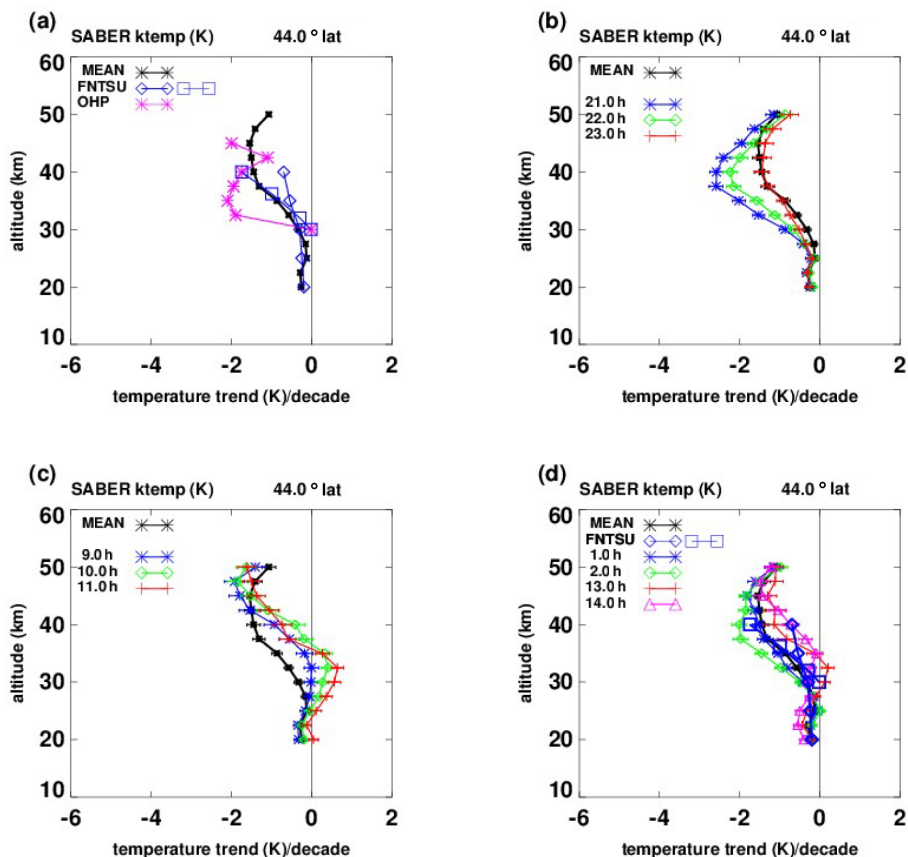 (a)
SABER ktemp (K) 44.0 ° lat
60
MEAN
FNTSU
OHP
50
40
30
20
10
altitude (km)
-6 -4 -2 0 2
temperature trend (K)/decade
(b)
SABER ktemp (K) 44.0 ° lat
60
MEAN
50
21.0 h
22.0 h
23.0 h
40
30
20
10
altitude (km)
-6 -4 -2 0 2
temperature trend (K)/decade
(c)
SABER ktemp (K) 44.0 ° lat
60
MEAN
50
9.0 h
10.0 h
11.0 h
40
30
20
10
altitude (km)
-6 -4 -2 0 2
temperature trend (K)/decade
(d)
SABER ktemp (K) 44.0 ° lat
60
MEAN
FNTSU
50
1.0 h
2.0 h
13.0 h
14.0 h
40
30
20
10
altitude (km)
-6 -4 -2 0 2
temperature trend (K)/decade